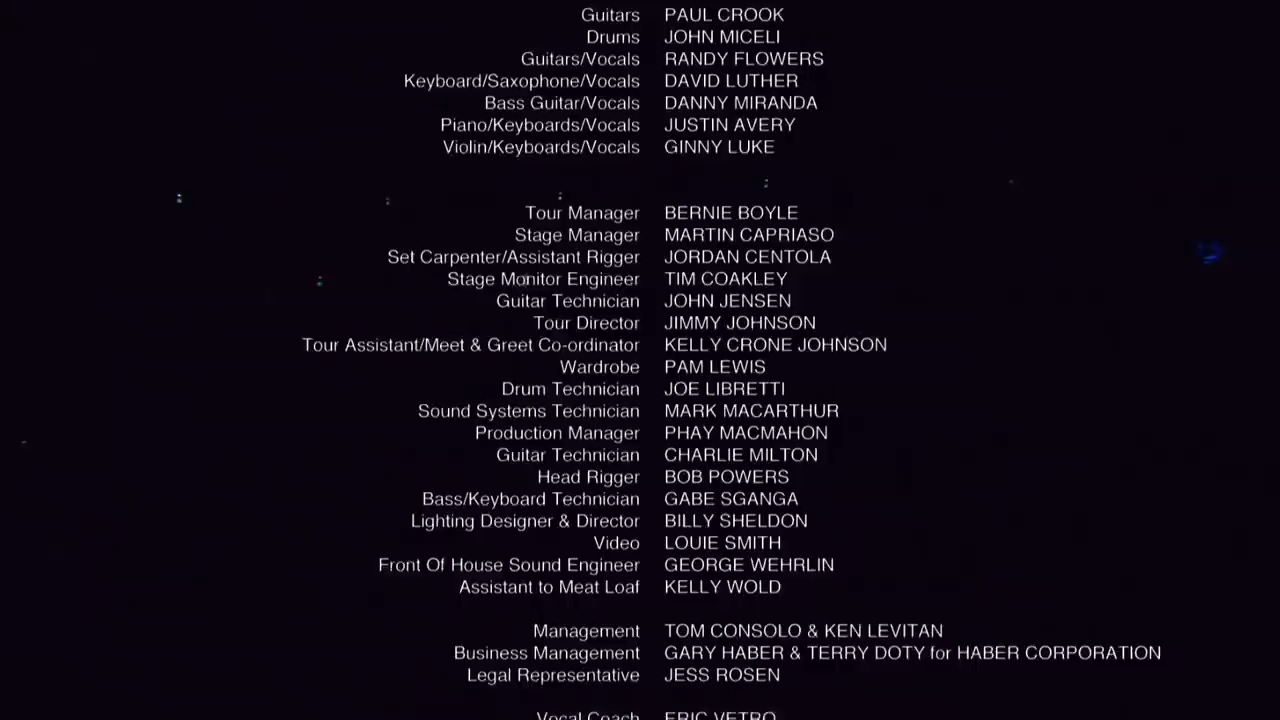 Guitars PAUL CROOK
Drums JOHN MICELI
Guitars/Vocals RANDY FLOWERS
Keyboard/Saxophone/Vocals DAVID LUTHER
Bass Guitar/Vocals DANNY MIRANDA
Piano/Keyboards/Vocals JUSTIN AVERY
Violin/Keyboards/Vocals GINNY LUKE
Tour Manager BERNIE BOYLE
Stage Manager MARTIN CAPRIASO
Set Carpenter/Assistant Rigger JORDAN CENTOLA
Stage Monitor Engineer TIM COAKLEY
Guitar Technician JOHN JENSEN
Tour Director JIMMY JOHNSON
Tour Assistant/Meet & Greet Co-ordinator KELLY CRONE JOHNSON
Wardrobe PAM LEWIS
Drum Technician JOE LIBRETTI
Sound Systems Technician MARK MACARTHUR
Production Manager PHAY MACMAHON
Guitar Technician CHARLIE MILTON
Head Rigger BOB POWERS
Bass/Keyboard Technician GABE SGANGA
Lighting Designer & Director BILLY SHELDON
Video LOUIE SMITH
Front Of House Sound Engineer GEORGE WEHRLIN
Assistant to Meat Loaf KELLY WOLD
Management TOM CONSOLO & KEN LEVITAN
Business Management GARY HABER & TERRY DOTY for HABER CORPORATION
Legal Representative JESS ROSEN
Vocal Coach ERIC VETRO